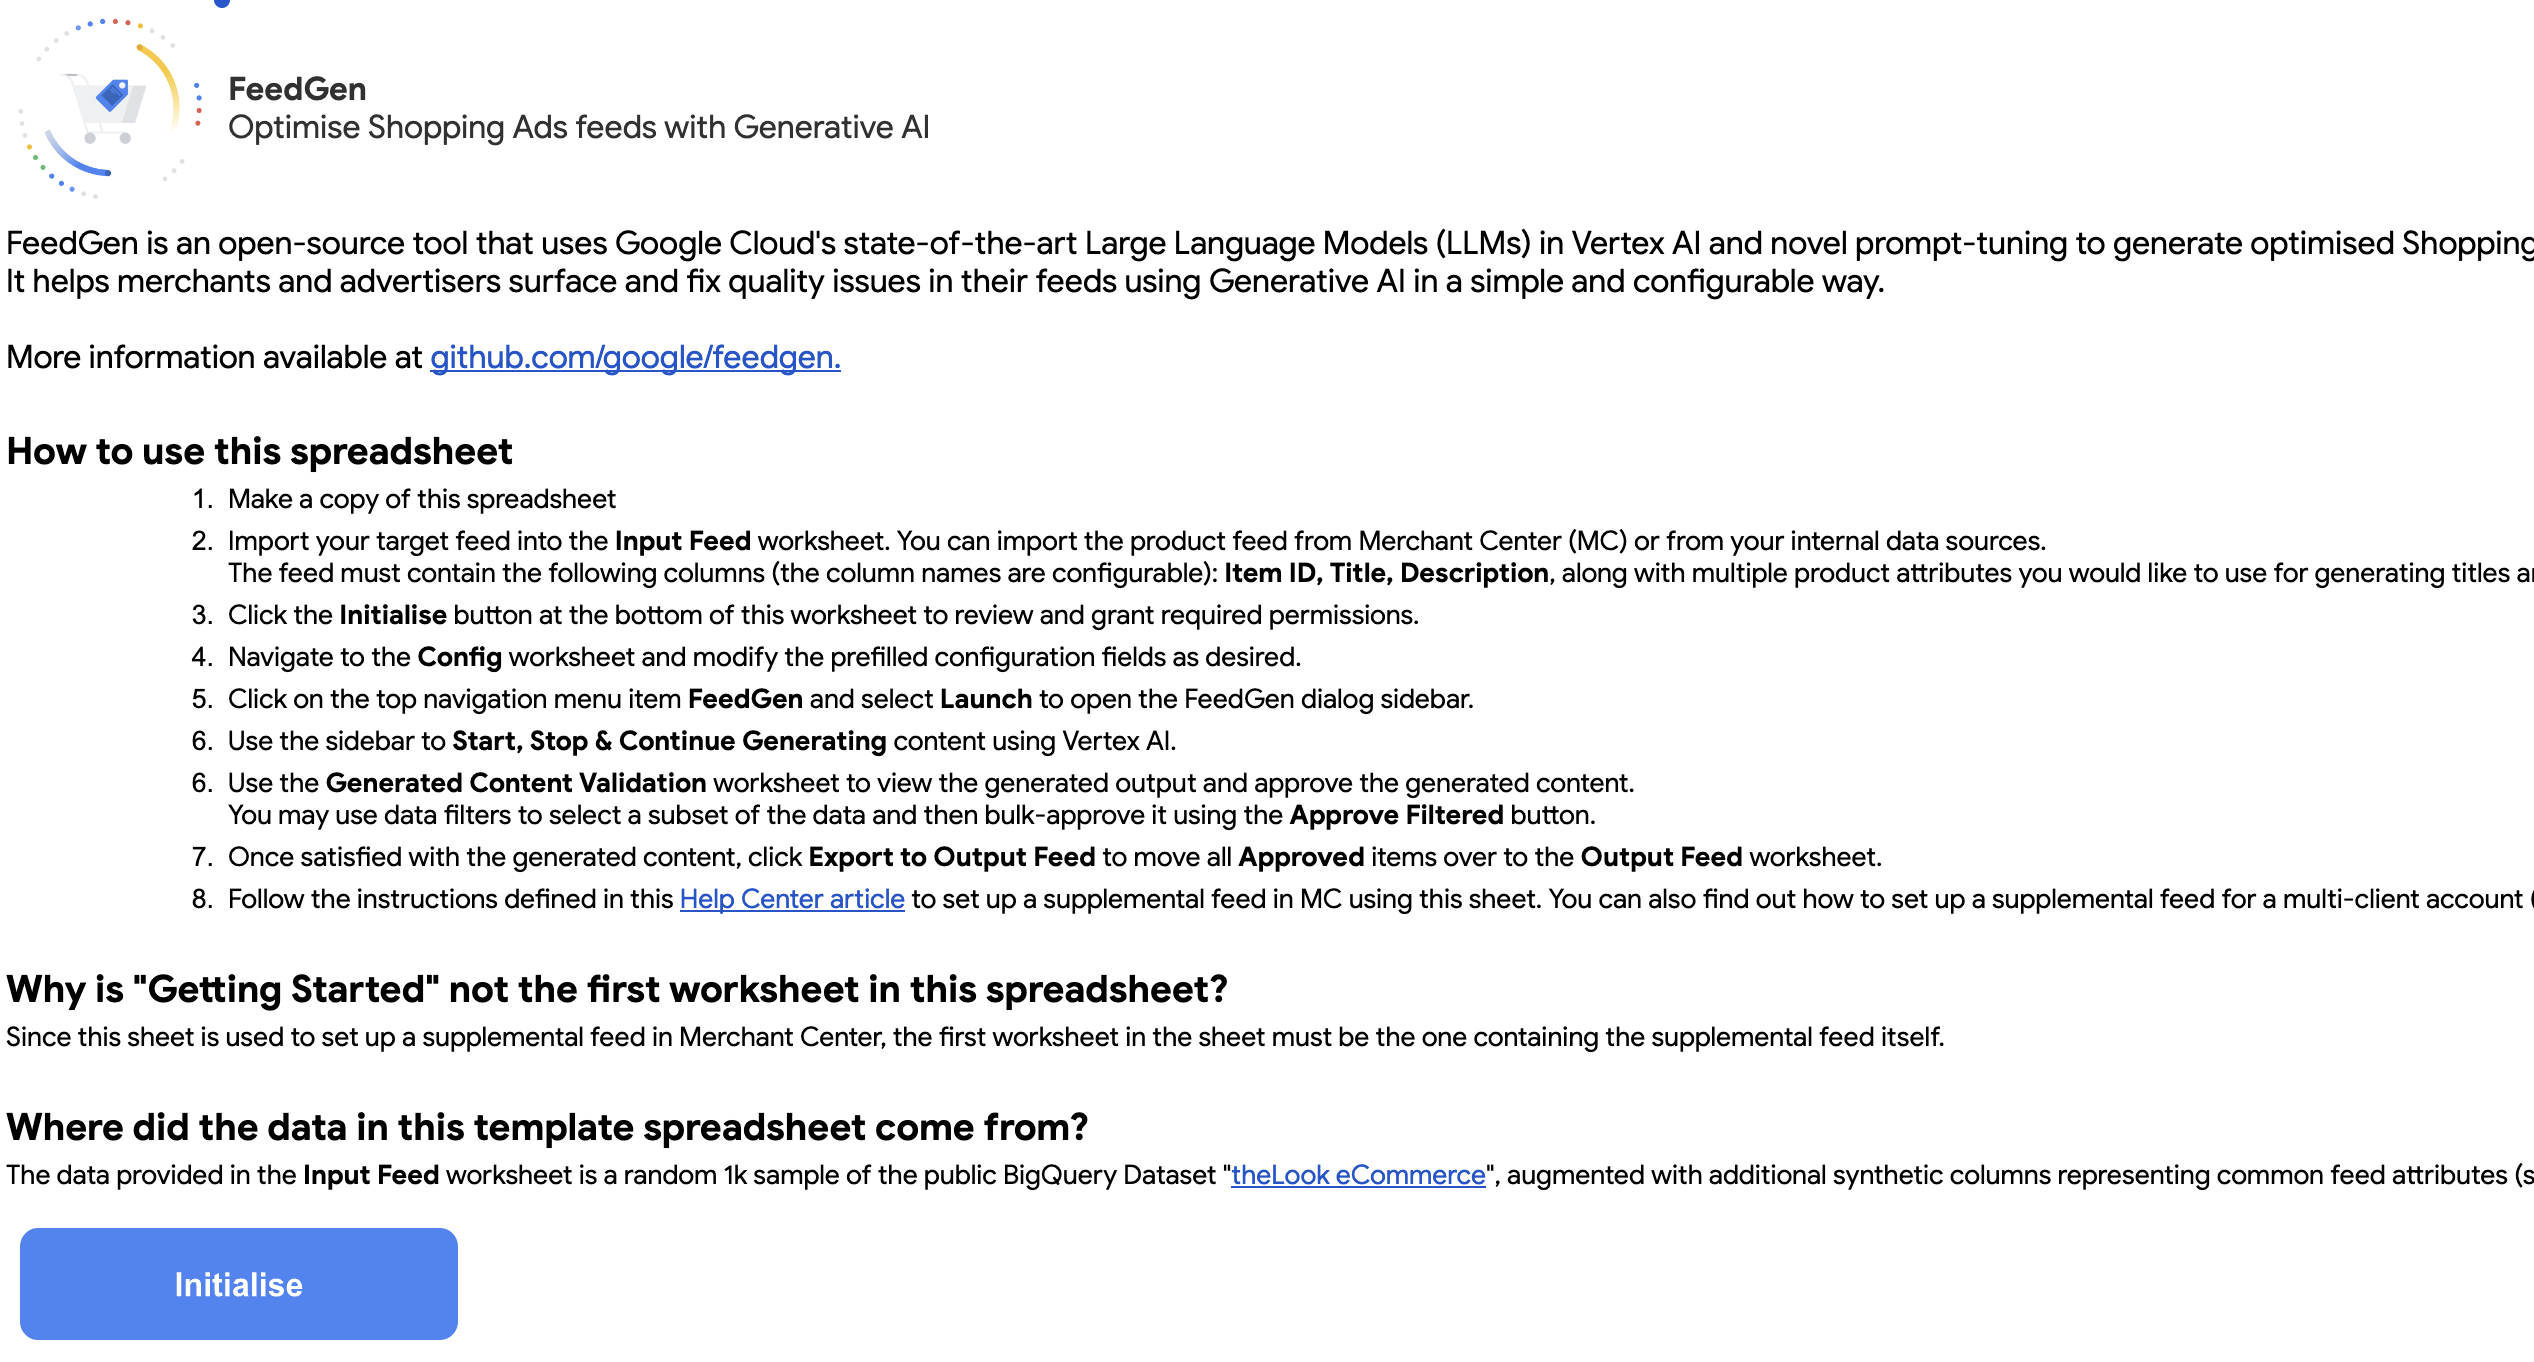 FeedGen
Optimise Shopping Ads feeds with Generative AI
FeedGen is an open-source tool that uses Google Cloud's state-of-the-art Large Language Models (LLMs) in Vertex AI and novel prompt-tuning to generate optimised Shopping
It helps merchants and advertisers surface and fix quality issues in their feeds using Generative AI in a simple and configurable way.
More information available at github.com/google/feedgen.
How to use this spreadsheet
1. Make a copy of this spreadsheet
2. Import your target feed into the Input Feed worksheet. You can import the product feed from Merchant Center (MC) or from your internal data sources.
The feed must contain the following columns (the column names are configurable): Item ID, Title, Description, along with multiple product attributes you would like to use for generating titles
3. Click the Initialise button at the bottom of this worksheet to review and grant required permissions.
4. Navigate to the Config worksheet and modify the prefilled configuration fields as desired.
5. Click on the top navigation menu item FeedGen and select Launch to open the FeedGen dialog sidebar.
6. Use the sidebar to Start, Stop & Continue Generating content using Vertex AI.
6. Use the Generated Content Validation worksheet to view the generated output and approve the generated content.
You may use data filters to select a subset of the data and then bulk-approve it using the Approve Filtered button.
7. Once satisfied with the generated content, click Export to Output Feed to move all Approved items over to the Output Feed worksheet.
8. Follow the instructions defined in this Help Center article to set up a supplemental feed in MC using this sheet. You can also find out how to set up a supplemental feed for a multi-client account (
Why is "Getting Started" not the first worksheet in this spreadsheet?
Since this sheet is used to set up a supplemental feed in Merchant Center, the first worksheet in the sheet must be the one containing the supplemental feed itself.
Where did the data in this template spreadsheet come from?
The data provided in the Input Feed worksheet is a random 1k sample of the public BigQuery Dataset "theLook eCommerce", augmented with additional synthetic columns representing common feed attributes (
Initialise